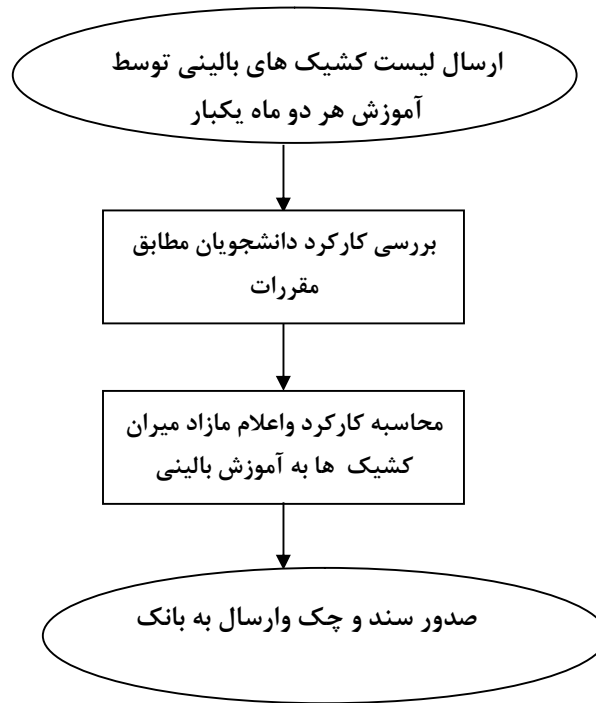 ارسال لیست کشیک های بالینی توسط
آموزش هر دو ماه یکبار
بررسی کارکرد دانشجویان مطابق
مقررات
محاسبه کارکرد واعلام مازاد میران
کشیک ها به آموزش بالینی
صدور سند و چک وارسال به بانک